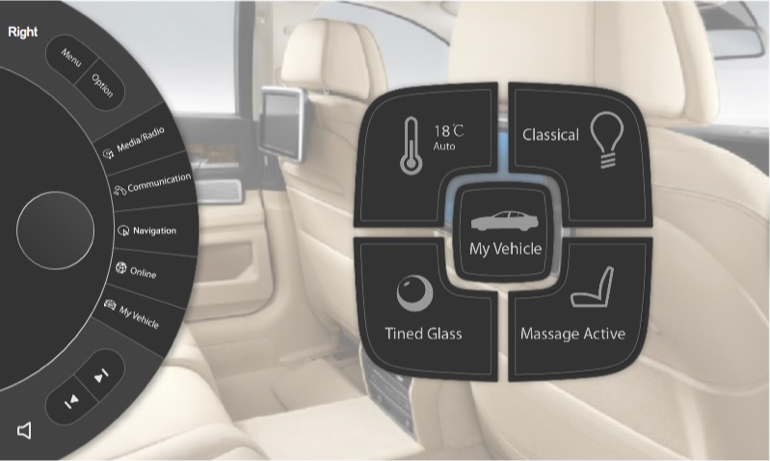 Right
Menu
Option
Media/Radio
Communication
Navigation
Online
My Vehicle
18°C
Auto
Classical
My Vehicle
Tined Glass
Massage Active